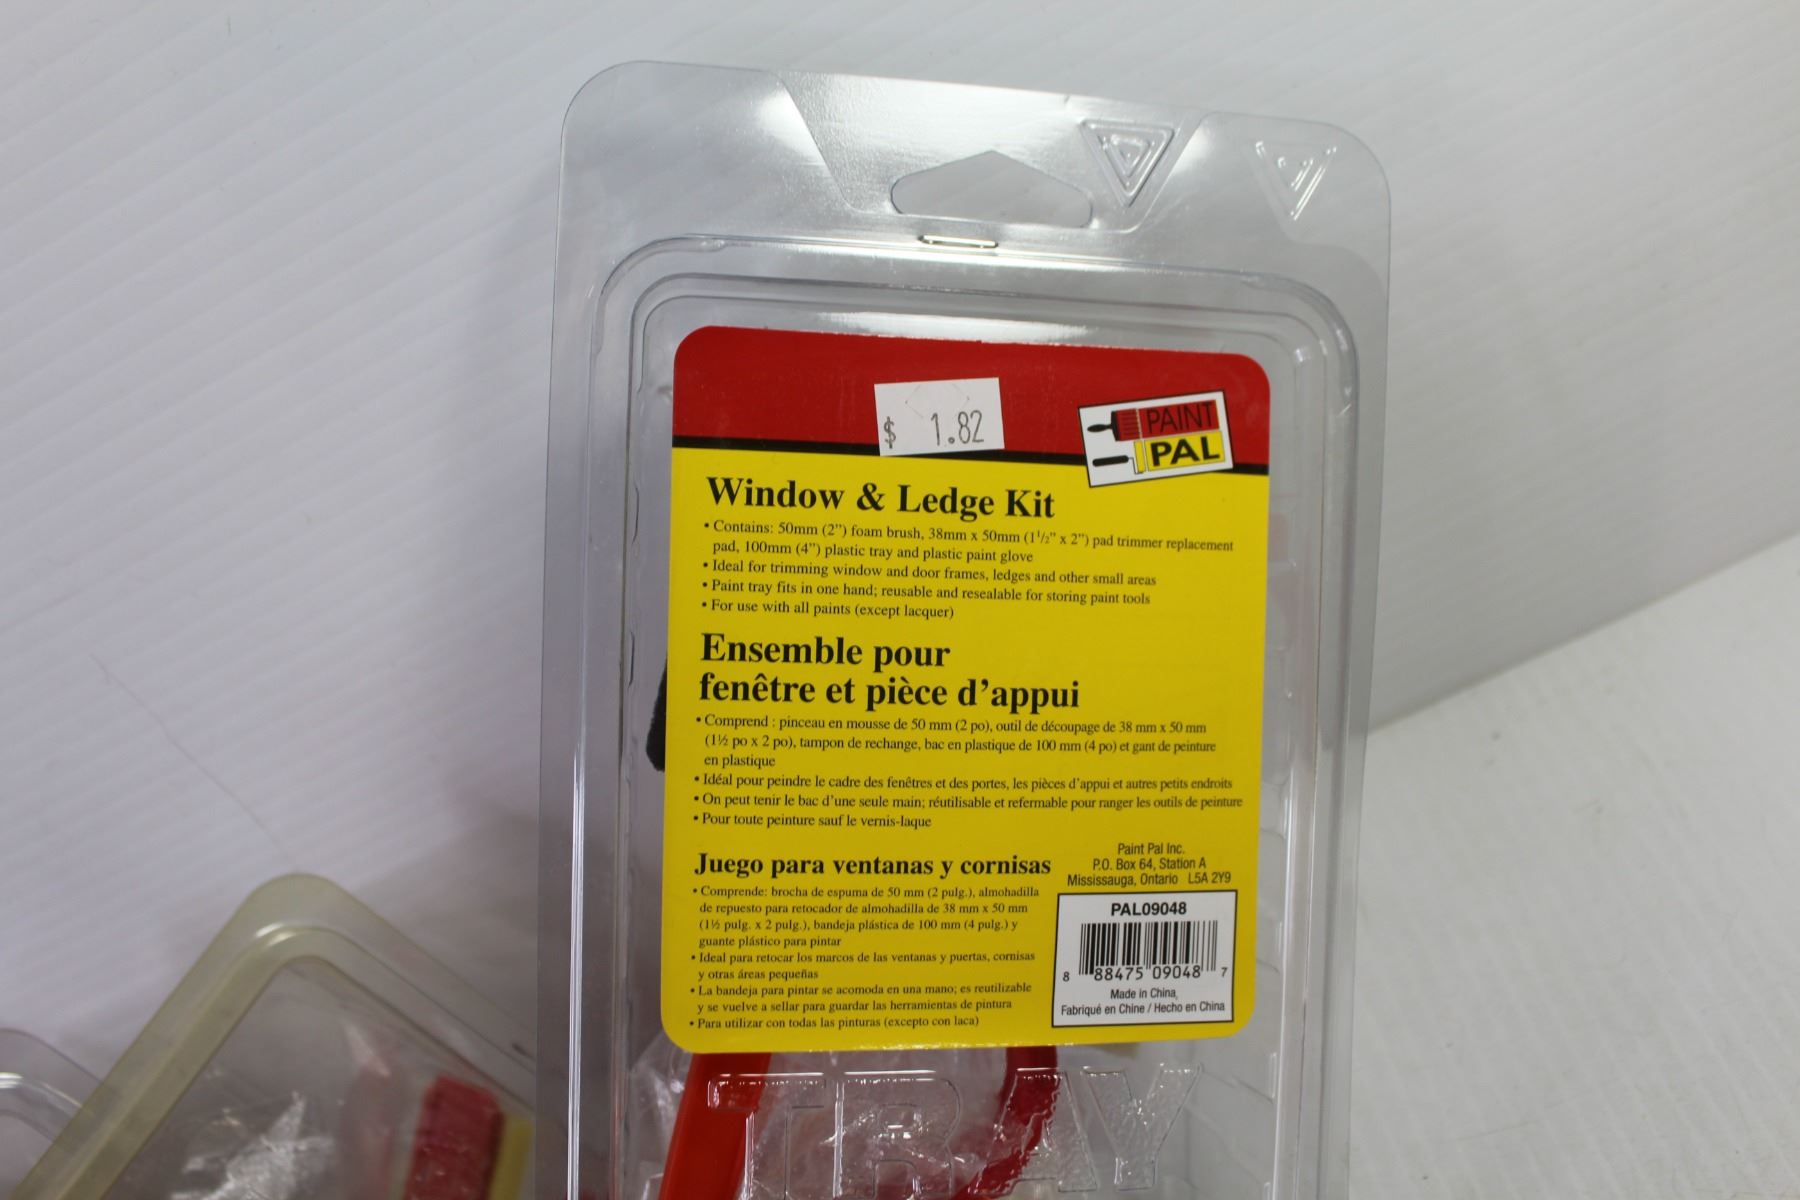 $ 1.82
PAINT
PAL
Window & Ledge Kit
• Contains: 50mm (2”) foam brush, 38mm x 50mm (1 1/2” x 2”) pad trimmer replacement
pad, 100mm (4”) plastic tray and plastic paint glove
• Ideal for trimming window and door frames, ledges and other small areas
• Paint tray fits in one hand; reusable and resealable for storing paint tools
• For use with all paints (except lacquer)
Ensemble pour
fenêtre et pièce d’appui
• Comprend : pinceau en mousse de 50 mm (2 po), outil de découpage de 38 mm x 50 mm
(1½ po x 2 po), tampon de rechange, bac en plastique de 100 mm (4 po) et gant de peinture
en plastique
• Idéal pour peindre le cadre des fenêtres et des portes, les pièces d’appui et autres petits endroits
• On peut tenir le bac d’une seule main; réutilisable et refermable pour ranger les outils de peinture
• Pour toute peinture sauf le vernis-laque
Juego para ventanas y cornisas
• Comprende: brocha de espuma de 50 mm (2 pulg.), almohadilla
de repuesto para retocador de almohadilla de 38 mm x 50 mm
(1½ pulg. x 2 pulg.), bandeja plástica de 100 mm (4 pulg.) y
guante plástico para pintar
• Ideal para retocar los marcos de las ventanas y puertas, cornisas
y otras áreas pequeñas
• La bandeja para pintar se acomoda en una mano; es reutilizable
y se vuelve a sellar para guardar las herramientas de pintura
• Para utilizar con todas las pinturas (excepto con laca)
Paint Pal Inc.
P.O. Box 64, Station A
Mississauga, Ontario L5A 2Y9
PAL09048
8 88475 09048 7
Made in China,
Fabriqué en Chine / Hecho en China
TRAY